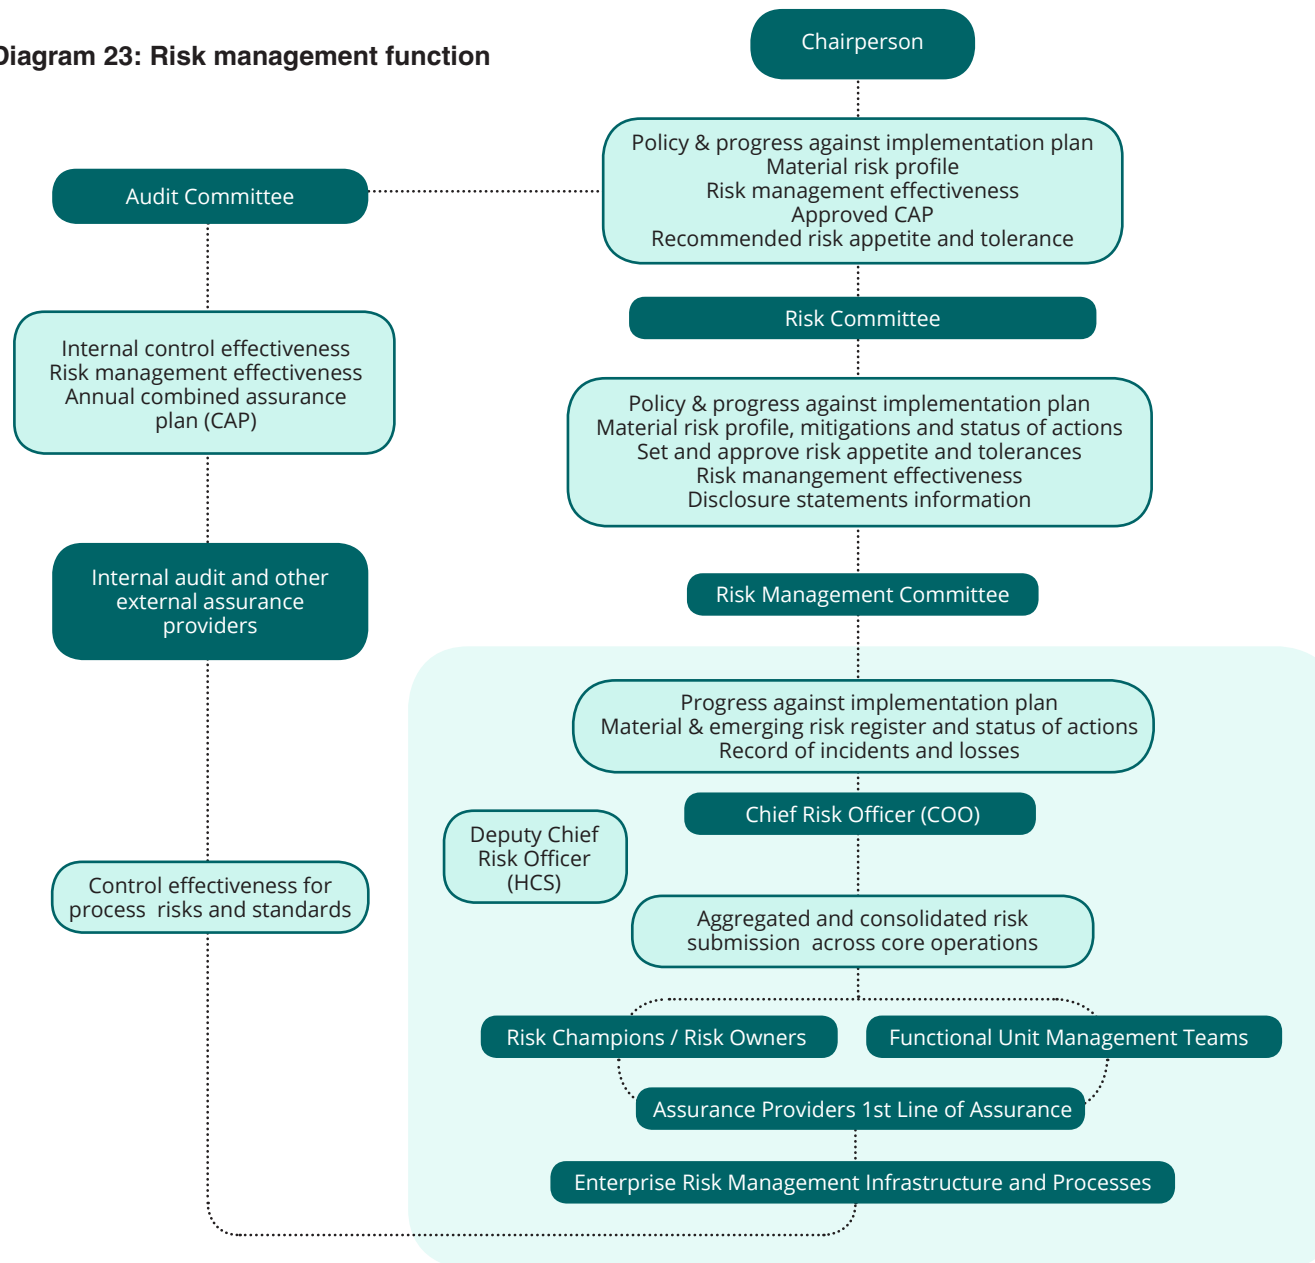 Diagram 23: Risk management function
Chairperson
Policy & progress against implementation plan
Material risk profile
Risk management effectiveness
Approved CAP
Recommended risk appetite and tolerance
Audit Committee
Risk Committee
Internal control effectiveness
Risk management effectiveness
Annual combined assurance
plan (CAP)
Policy & progress against implementation plan
Material risk profile, mitigations and status of actions
Set and approve risk appetite and tolerances
Risk manangement effectiveness
Disclosure statements information
Internal audit and other
external assurance
providers
Risk Management Committee
Progress against implementation plan
Material & emerging risk register and status of actions
Record of incidents and losses
Chief Risk Officer (COO)
Deputy Chief
Risk Officer
(HCS)
Control effectiveness for
process risks and standards
Aggregated and consolidated risk
submission across core operations
Risk Champions / Risk Owners
Functional Unit Management Teams
Assurance Providers 1st Line of Assurance
Enterprise Risk Management Infrastructure and Processes